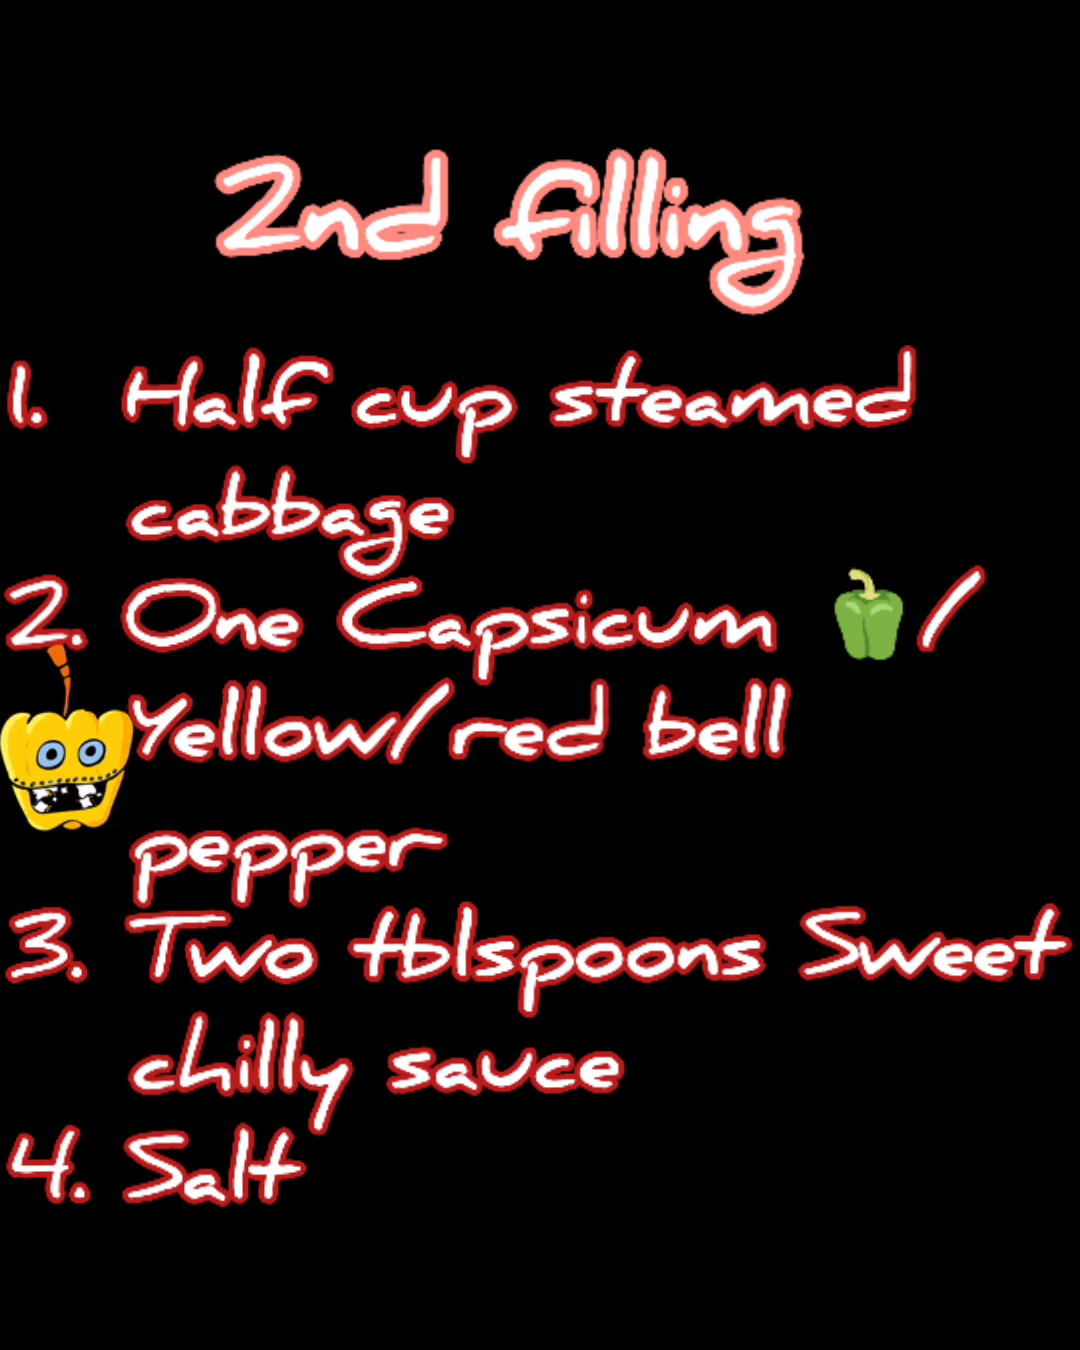 2nd filling
1. Half cup steamed
cabbage
2. One Capsicum 🫑/
Yellow/red bell
pepper
3. Two tblspoons Sweet
chilly sauce
4. Salt